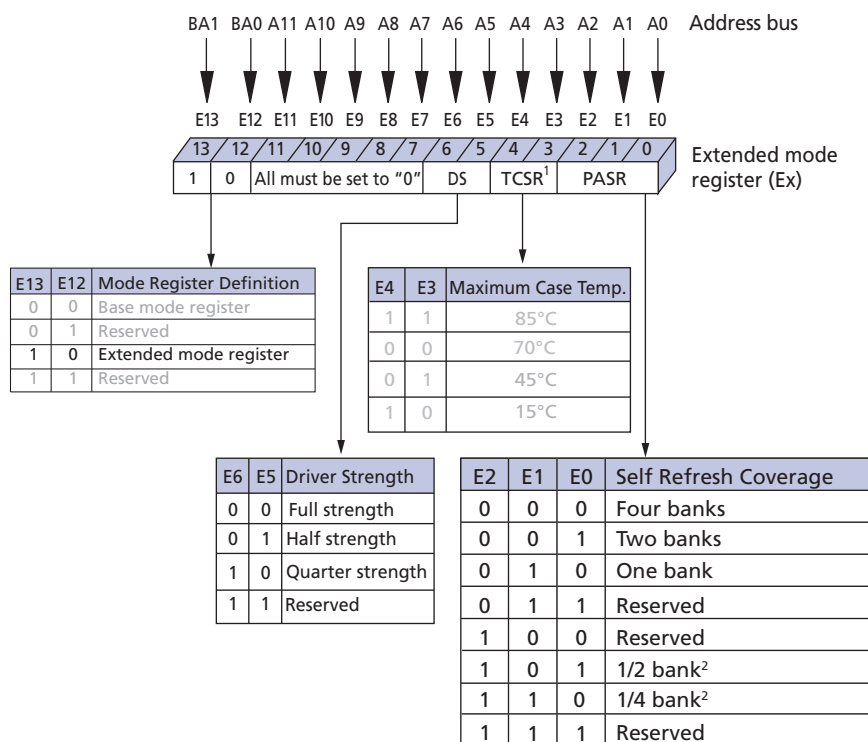 BA1 BA0 A11 A10 A9 A8 A7 A6 A5 A4 A3 A2 A1 A0 Address bus
E13 E12 E11 E10 E9 E8 E7 E6 E5 E4 E3 E2 E1 E0
13 12 11 10 9 8 7 6 5 4 3 2 1 0
Extended mode
register (Ex)
1 0 All must be set to "0" DS TCSR¹ PASR
E13 E12 Mode Register Definition
0 0 Base mode register
0 1 Reserved
1 0 Extended mode register
1 1 Reserved
E4 E3 Maximum Case Temp.
1 1 85°C
0 0 70°C
0 1 45°C
1 0 15°C
E6 E5 Driver Strength
0 0 Full strength
0 1 Half strength
1 0 Quarter strength
1 1 Reserved
E2 E1 E0 Self Refresh Coverage
0 0 0 Four banks
0 0 1 Two banks
0 1 0 One bank
0 1 1 Reserved
1 0 0 Reserved
1 0 1 1/2 bank²
1 1 0 1/4 bank²
1 1 1 Reserved